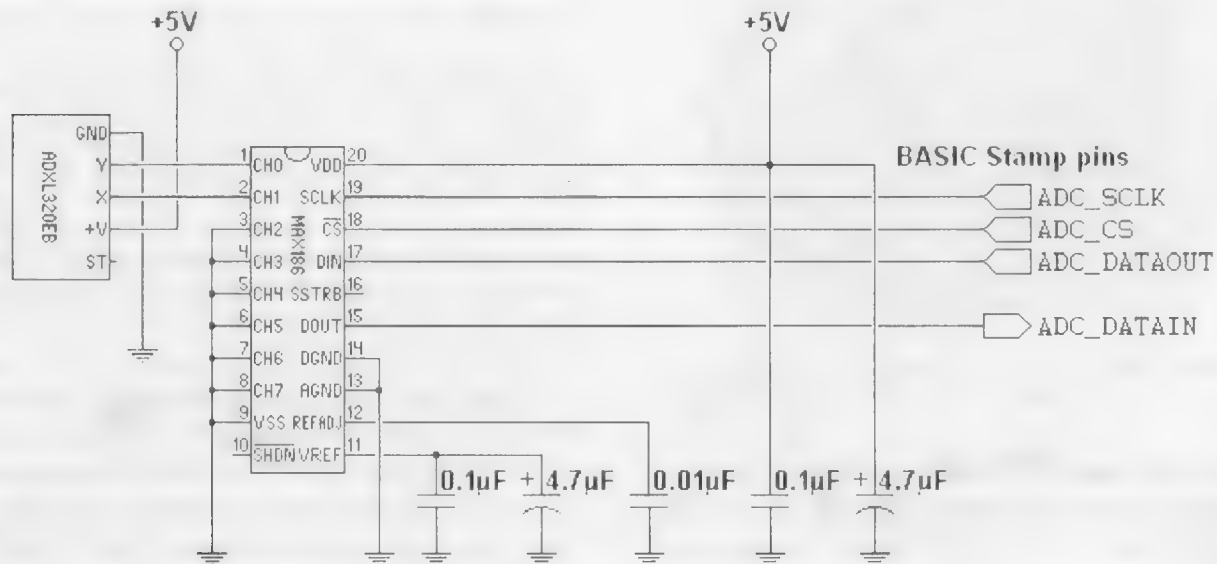 +5V
+5V
ADXL320EB
GND
Y
X
+V
ST
MAX186
1 CH0 VDD 20
2 CH1 SCLK 19
3 CH2 CS 18
4 CH3 DIN 17
5 CH4 SSTRB 16
6 CH5 DOUT 15
7 CH6 DGND 14
8 CH7 AGND 13
9 VSS REFADJ 12
10 SHDN VREF 11
BASIC Stamp pins
ADC_SCLK
ADC_CS
ADC_DATAOUT
ADC_DATAIN
0.1µF + 4.7µF 0.01µF 0.1µF + 4.7µF